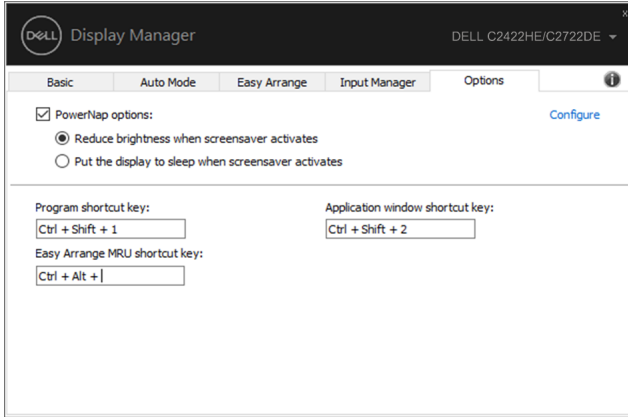 DELL Display Manager DELL C2422HE/C2722DE
Basic Auto Mode Easy Arrange Input Manager Options
PowerNap options: Configure
Reduce brightness when screensaver activates
Put the display to sleep when screensaver activates
Program shortcut key: Application window shortcut key:
Ctrl + Shift + 1 Ctrl + Shift + 2
Easy Arrange MRU shortcut key:
Ctrl + Alt +